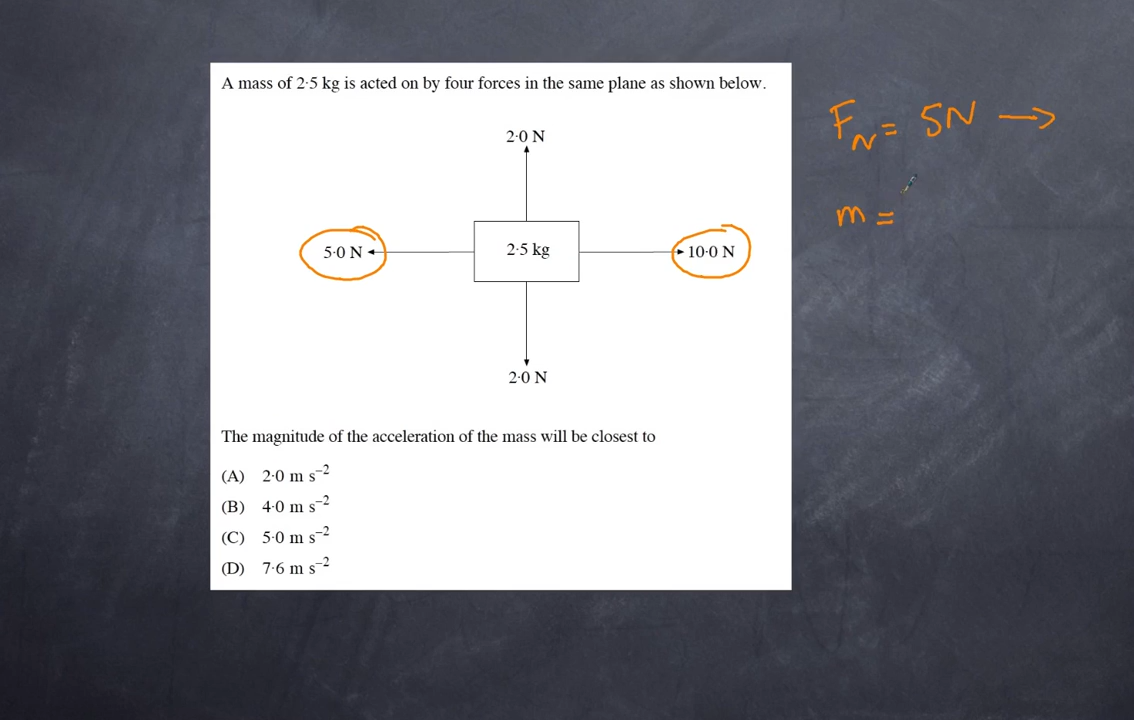 A mass of 2·5 kg is acted on by four forces in the same plane as shown below.
2·0 N
5·0 N
2·5 kg
10·0 N
2·0 N
The magnitude of the acceleration of the mass will be closest to
(A) 2·0 m s⁻²
(B) 4·0 m s⁻²
(C) 5·0 m s⁻²
(D) 7·6 m s⁻²
F_N = 5N →
m =